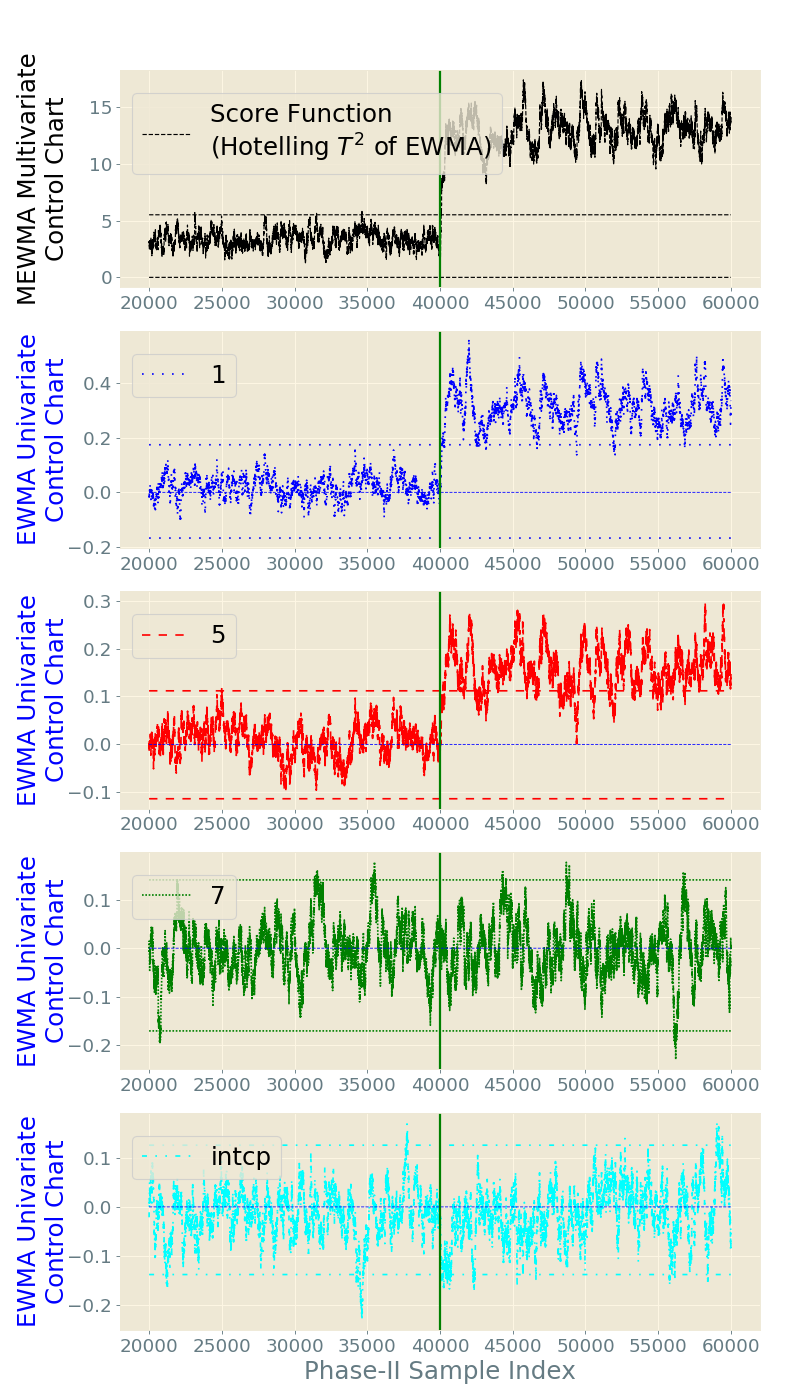 MEWMA Multivariate
Control Chart
Score Function
(Hotelling T² of EWMA)
15
10
5
0
20000 25000 30000 35000 40000 45000 50000 55000 60000
EWMA Univariate
Control Chart
1
0.4
0.2
0.0
−0.2
20000 25000 30000 35000 40000 45000 50000 55000 60000
EWMA Univariate
Control Chart
5
0.3
0.2
0.1
0.0
−0.1
20000 25000 30000 35000 40000 45000 50000 55000 60000
EWMA Univariate
Control Chart
7
0.1
0.0
−0.1
−0.2
20000 25000 30000 35000 40000 45000 50000 55000 60000
EWMA Univariate
Control Chart
intcp
0.1
0.0
−0.1
−0.2
20000 25000 30000 35000 40000 45000 50000 55000 60000
Phase-II Sample Index